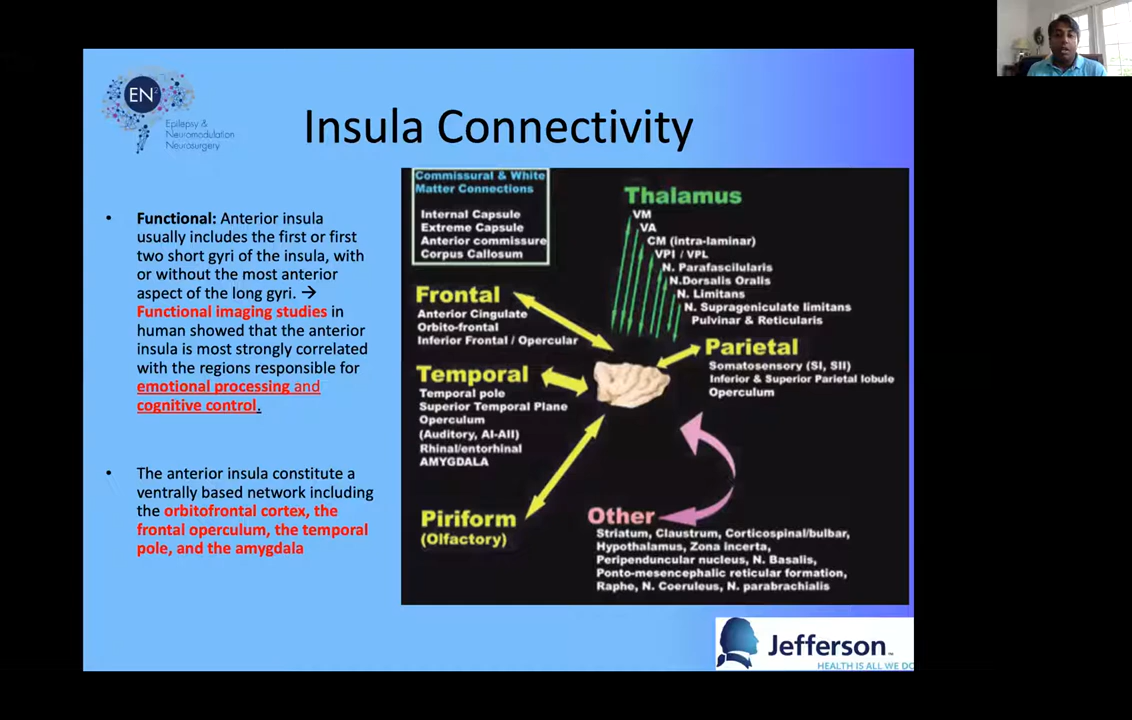 EN2
Epilepsy &
Neuromodulation
Neurosurgery
Insula Connectivity
• Functional: Anterior insula
usually includes the first or first
two short gyri of the insula, with
or without the most anterior
aspect of the long gyri. →
Functional imaging studies in
human showed that the anterior
insula is most strongly correlated
with the regions responsible for
emotional processing and
cognitive control.
• The anterior insula constitute a
ventrally based network including
the orbitofrontal cortex, the
frontal operculum, the temporal
pole, and the amygdala
Commissural & White
Matter Connections
Internal Capsule
Extreme Capsule
Anterior commissure
Corpus Callosum
Thalamus
VM
VA
CM (intra-laminar)
VPI / VPL
N. Parafascilularis
N.Dorsalis Oralis
N. Limitans
N. Suprageniculate limitans
Pulvinar & Reticularis
Frontal
Anterior Cingulate
Orbito-frontal
Inferior Frontal / Opercular
Parietal
Somatosensory (SI, SII)
Inferior & Superior Parietal lobule
Operculum
Temporal
Temporal pole
Superior Temporal Plane
Operculum
(Auditory, AI-AII)
Rhinal/entorhinal
AMYGDALA
Piriform
(Olfactory)
Other
Striatum, Claustrum, Corticospinal/bulbar,
Hypothalamus, Zona incerta,
Peripenduncular nucleus, N. Basalis,
Ponto-mesencephalic reticular formation,
Raphe, N. Coeruleus, N. parabrachialis
Jefferson
HEALTH IS ALL WE DO